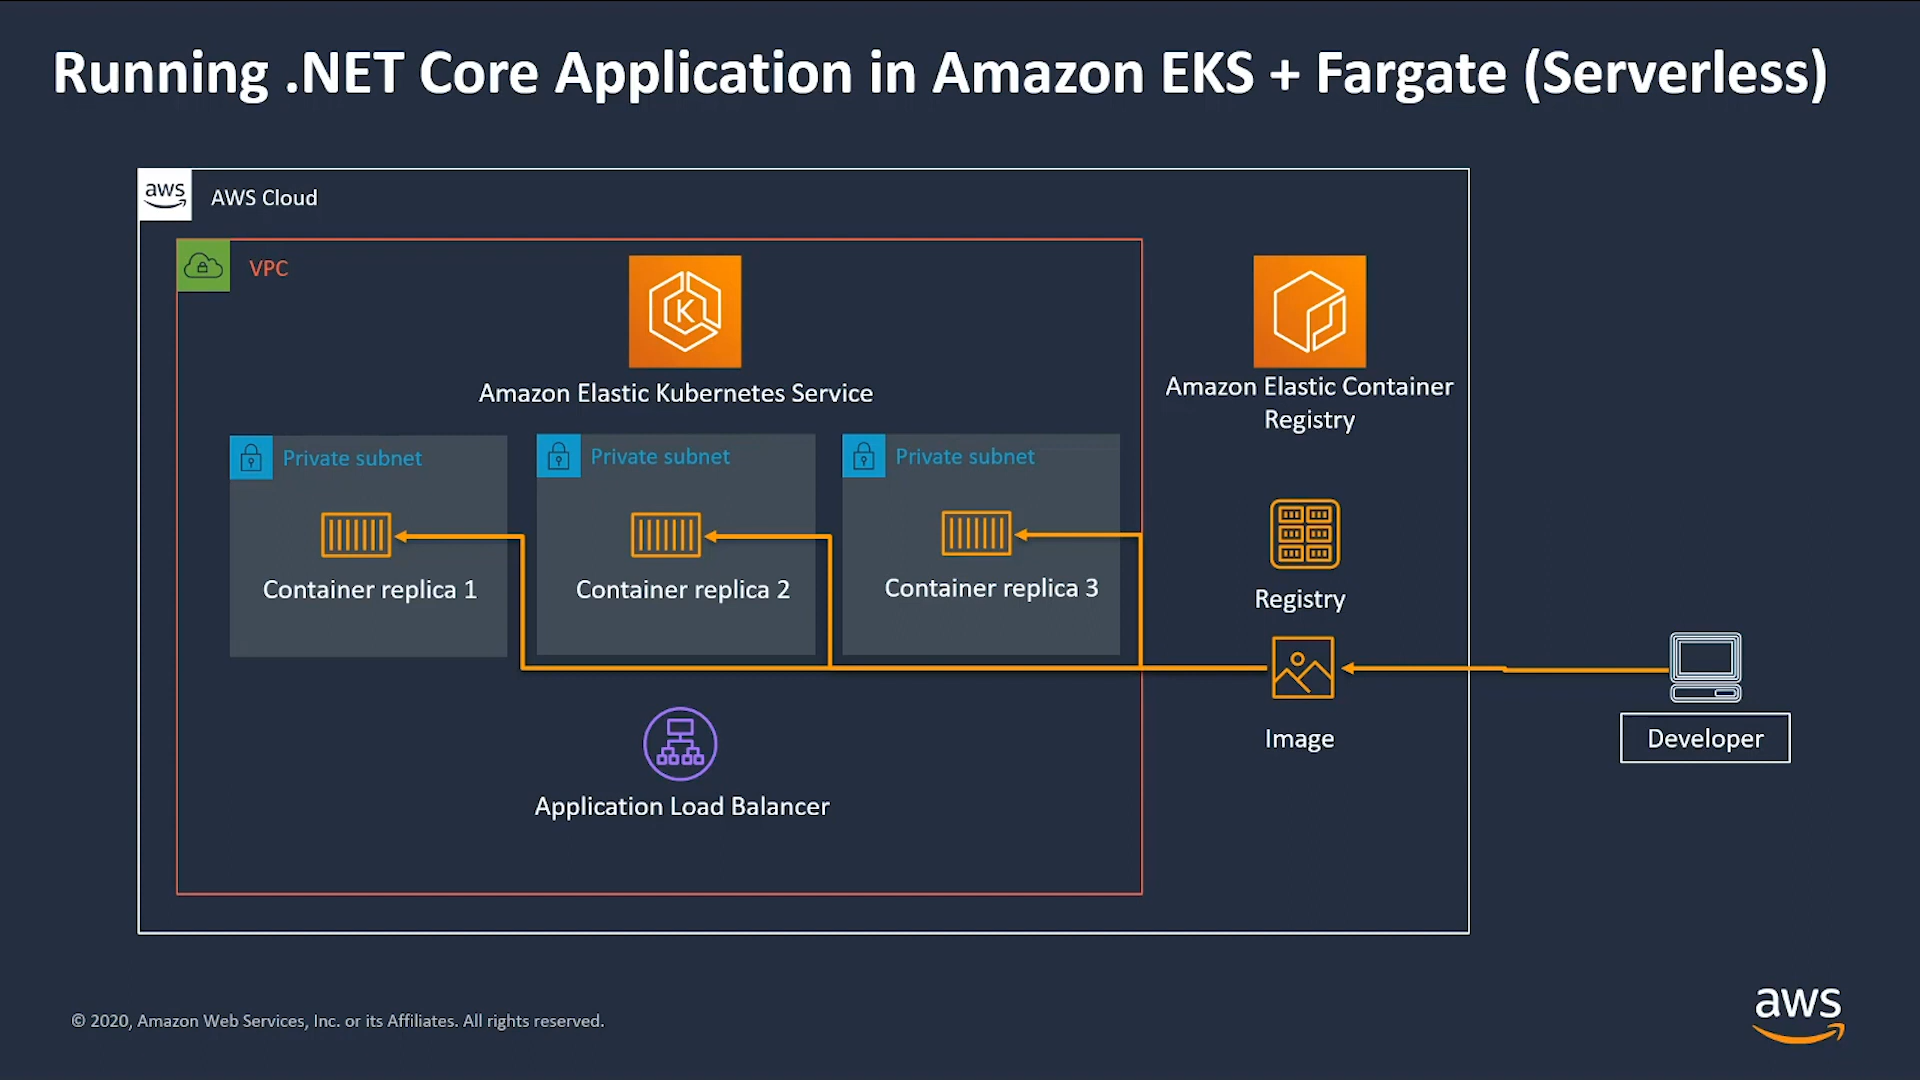 Running .NET Core Application in Amazon EKS + Fargate (Serverless)
aws
AWS Cloud
VPC
K
Amazon Elastic Kubernetes Service
Amazon Elastic Container
Registry
Private subnet
Private subnet
Private subnet
Container replica 1
Container replica 2
Container replica 3
Registry
Image
Developer
Application Load Balancer
© 2020, Amazon Web Services, Inc. or its Affiliates. All rights reserved.
aws